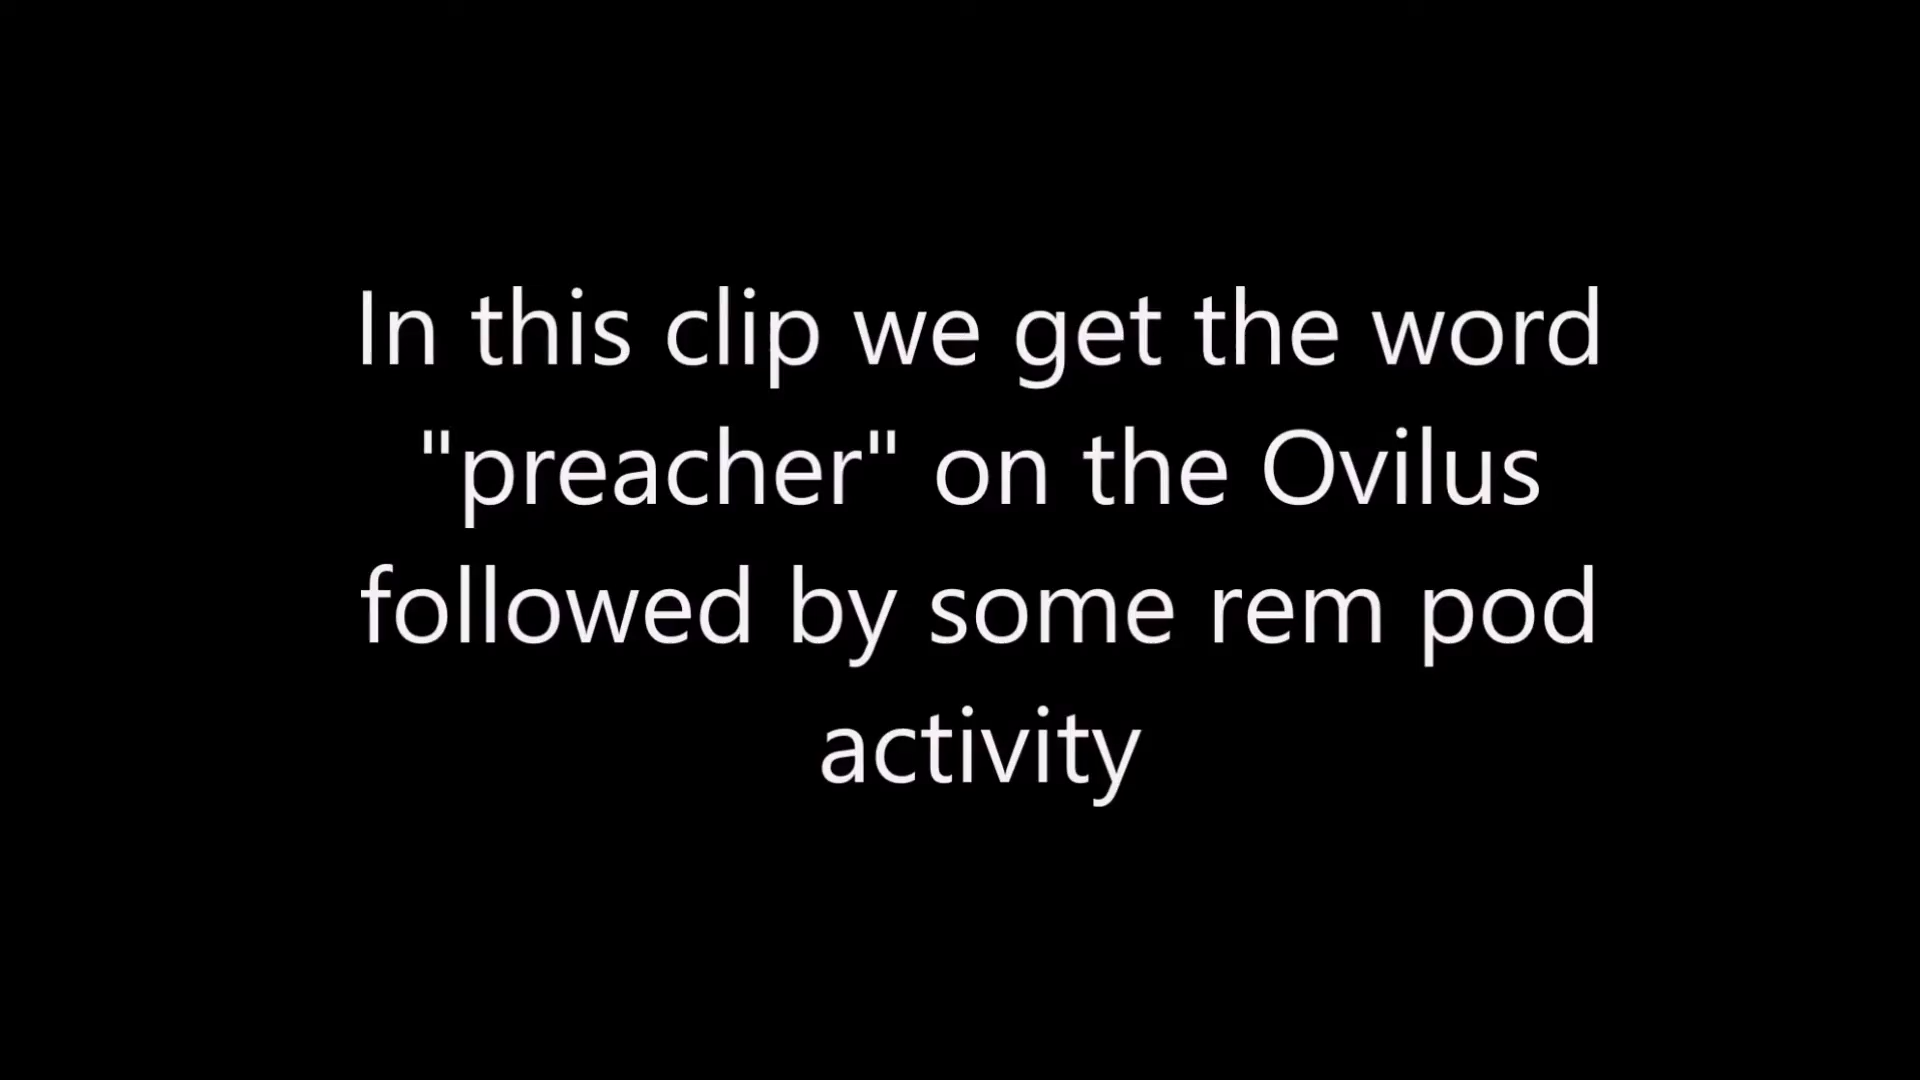 In this clip we get the word
"preacher" on the Ovilus
followed by some rem pod
activity